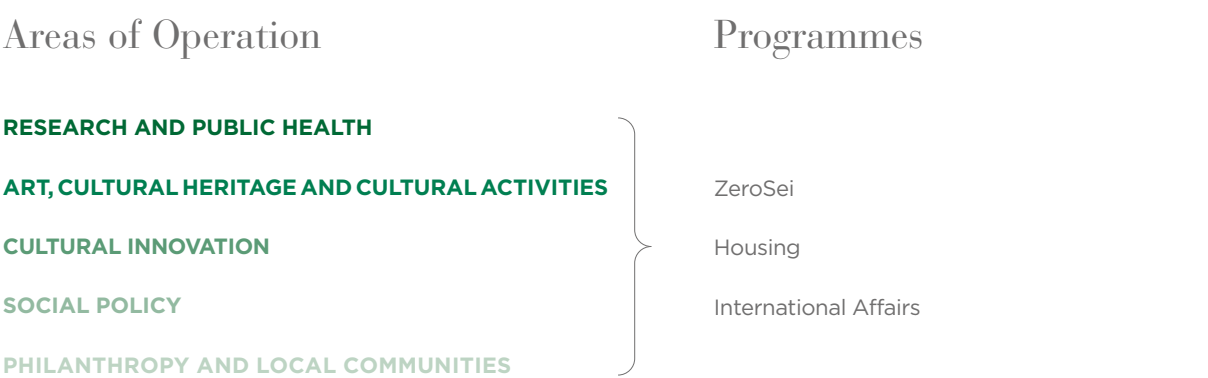 Areas of Operation
Programmes
RESEARCH AND PUBLIC HEALTH
ART, CULTURAL HERITAGE AND CULTURAL ACTIVITIES
ZeroSei
CULTURAL INNOVATION
Housing
SOCIAL POLICY
International Affairs
PHILANTHROPY AND LOCAL COMMUNITIES